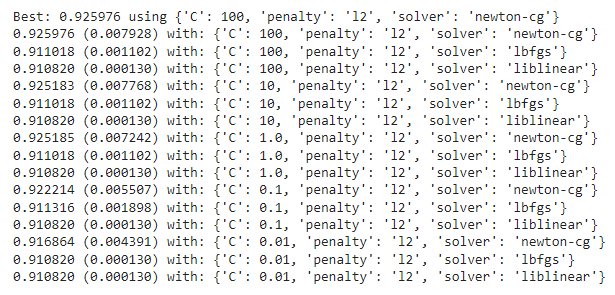 Best: 0.925976 using {'C': 100, 'penalty': 'l2', 'solver': 'newton-cg'}
0.925976 (0.007928) with: {'C': 100, 'penalty': 'l2', 'solver': 'newton-cg'}
0.911018 (0.001102) with: {'C': 100, 'penalty': 'l2', 'solver': 'lbfgs'}
0.910820 (0.000130) with: {'C': 100, 'penalty': 'l2', 'solver': 'liblinear'}
0.925183 (0.007768) with: {'C': 10, 'penalty': 'l2', 'solver': 'newton-cg'}
0.911018 (0.001102) with: {'C': 10, 'penalty': 'l2', 'solver': 'lbfgs'}
0.910820 (0.000130) with: {'C': 10, 'penalty': 'l2', 'solver': 'liblinear'}
0.925185 (0.007242) with: {'C': 1.0, 'penalty': 'l2', 'solver': 'newton-cg'}
0.911018 (0.001102) with: {'C': 1.0, 'penalty': 'l2', 'solver': 'lbfgs'}
0.910820 (0.000130) with: {'C': 1.0, 'penalty': 'l2', 'solver': 'liblinear'}
0.922214 (0.005507) with: {'C': 0.1, 'penalty': 'l2', 'solver': 'newton-cg'}
0.911316 (0.001898) with: {'C': 0.1, 'penalty': 'l2', 'solver': 'lbfgs'}
0.910820 (0.000130) with: {'C': 0.1, 'penalty': 'l2', 'solver': 'liblinear'}
0.916864 (0.004391) with: {'C': 0.01, 'penalty': 'l2', 'solver': 'newton-cg'}
0.910820 (0.000130) with: {'C': 0.01, 'penalty': 'l2', 'solver': 'lbfgs'}
0.910820 (0.000130) with: {'C': 0.01, 'penalty': 'l2', 'solver': 'liblinear'}